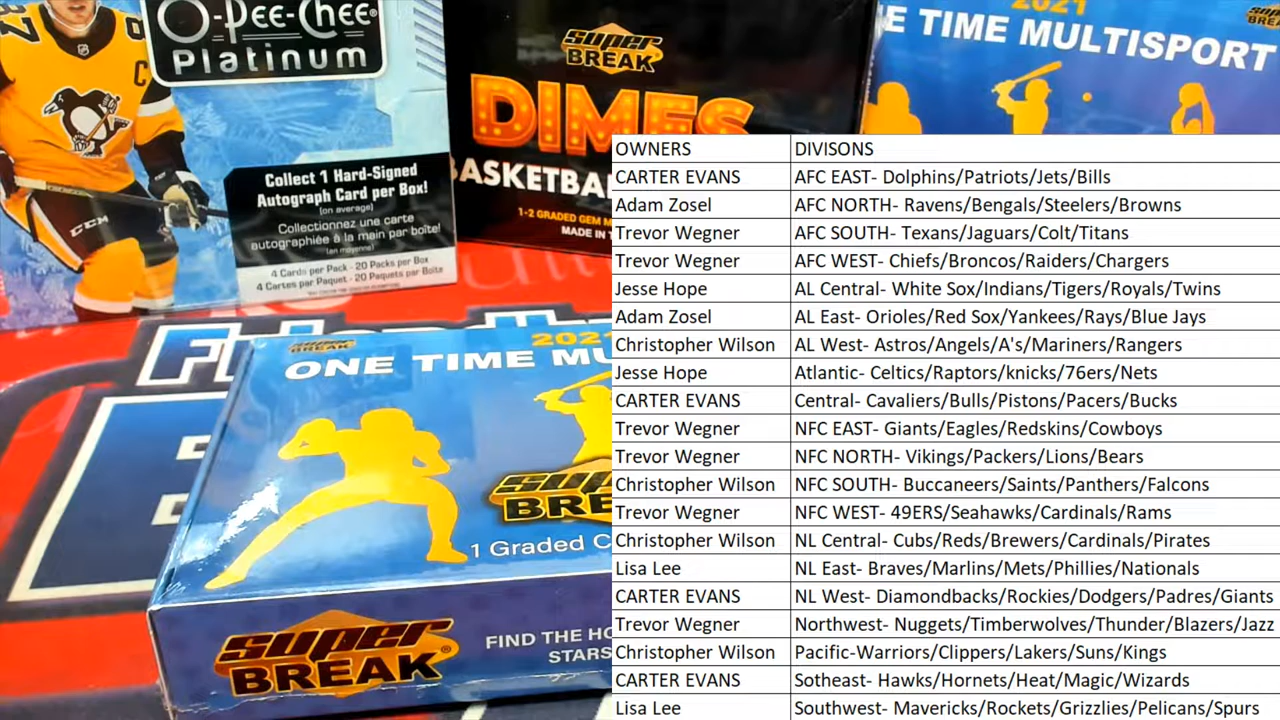 87
C
O-Pee-Chee
Platinum
Collect 1 Hard-Signed
Autograph Card per Box!
(on average)
Collectionnez une carte
autographiée à la main par boîte!
(en moyenne)
4 Cards per Pack - 20 Packs per Box
4 Cartes par Paquet - 20 Paquets par Boîte
CCM
SUPER
BREAK
DIMES
BASKETBA
1-2 GRADED GEM M
MADE IN
2021
E TIME MULTISPORT
SUPER
BREAK
2021
ONE TIME MU
SUPER
BRE
1 Graded C
SUPER
BREAK
FIND THE HO
STARS
OWNERS DIVISONS
CARTER EVANS AFC EAST- Dolphins/Patriots/Jets/Bills
Adam Zosel AFC NORTH- Ravens/Bengals/Steelers/Browns
Trevor Wegner AFC SOUTH- Texans/Jaguars/Colt/Titans
Trevor Wegner AFC WEST- Chiefs/Broncos/Raiders/Chargers
Jesse Hope AL Central- White Sox/Indians/Tigers/Royals/Twins
Adam Zosel AL East- Orioles/Red Sox/Yankees/Rays/Blue Jays
Christopher Wilson AL West- Astros/Angels/A's/Mariners/Rangers
Jesse Hope Atlantic- Celtics/Raptors/knicks/76ers/Nets
CARTER EVANS Central- Cavaliers/Bulls/Pistons/Pacers/Bucks
Trevor Wegner NFC EAST- Giants/Eagles/Redskins/Cowboys
Trevor Wegner NFC NORTH- Vikings/Packers/Lions/Bears
Christopher Wilson NFC SOUTH- Buccaneers/Saints/Panthers/Falcons
Trevor Wegner NFC WEST- 49ERS/Seahawks/Cardinals/Rams
Christopher Wilson NL Central- Cubs/Reds/Brewers/Cardinals/Pirates
Lisa Lee NL East- Braves/Marlins/Mets/Phillies/Nationals
CARTER EVANS NL West- Diamondbacks/Rockies/Dodgers/Padres/Giants
Trevor Wegner Northwest- Nuggets/Timberwolves/Thunder/Blazers/Jazz
Christopher Wilson Pacific-Warriors/Clippers/Lakers/Suns/Kings
CARTER EVANS Sotheast- Hawks/Hornets/Heat/Magic/Wizards
Lisa Lee Southwest- Mavericks/Rockets/Grizzlies/Pelicans/Spurs